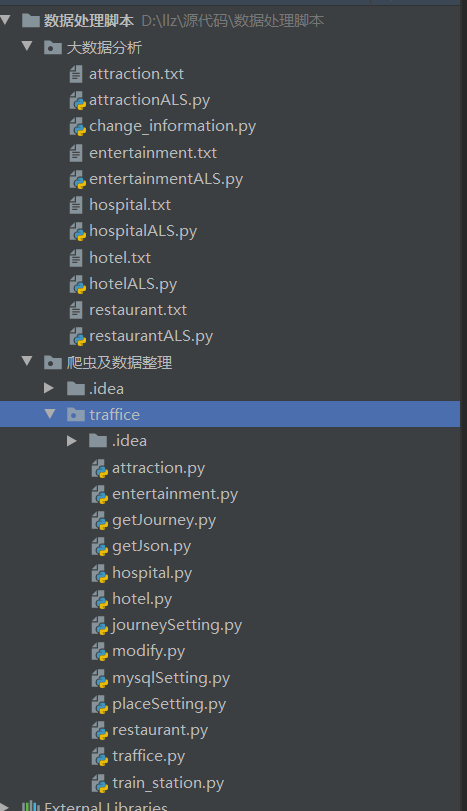 数据处理脚本 D:\llz\源代码\数据处理脚本
大数据分析
attraction.txt
attractionALS.py
change_information.py
entertainment.txt
entertainmentALS.py
hospital.txt
hospitalALS.py
hotel.txt
hotelALS.py
restaurant.txt
restaurantALS.py
爬虫及数据整理
.idea
traffice
.idea
attraction.py
entertainment.py
getJourney.py
getJson.py
hospital.py
hotel.py
journeySetting.py
modify.py
mysqlSetting.py
placeSetting.py
restaurant.py
traffice.py
train_station.py
External Libraries